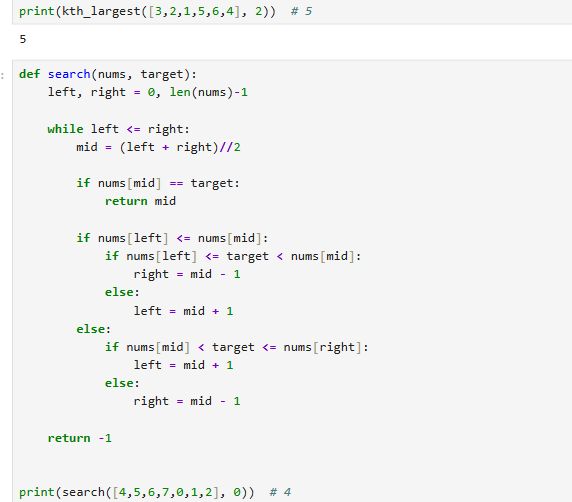 print(kth_largest([3,2,1,5,6,4], 2))  # 5
5
:
def search(nums, target):
    left, right = 0, len(nums)-1

    while left <= right:
        mid = (left + right)//2

        if nums[mid] == target:
            return mid

        if nums[left] <= nums[mid]:
            if nums[left] <= target < nums[mid]:
                right = mid - 1
            else:
                left = mid + 1
        else:
            if nums[mid] < target <= nums[right]:
                left = mid + 1
            else:
                right = mid - 1

    return -1


print(search([4,5,6,7,0,1,2], 0))  # 4